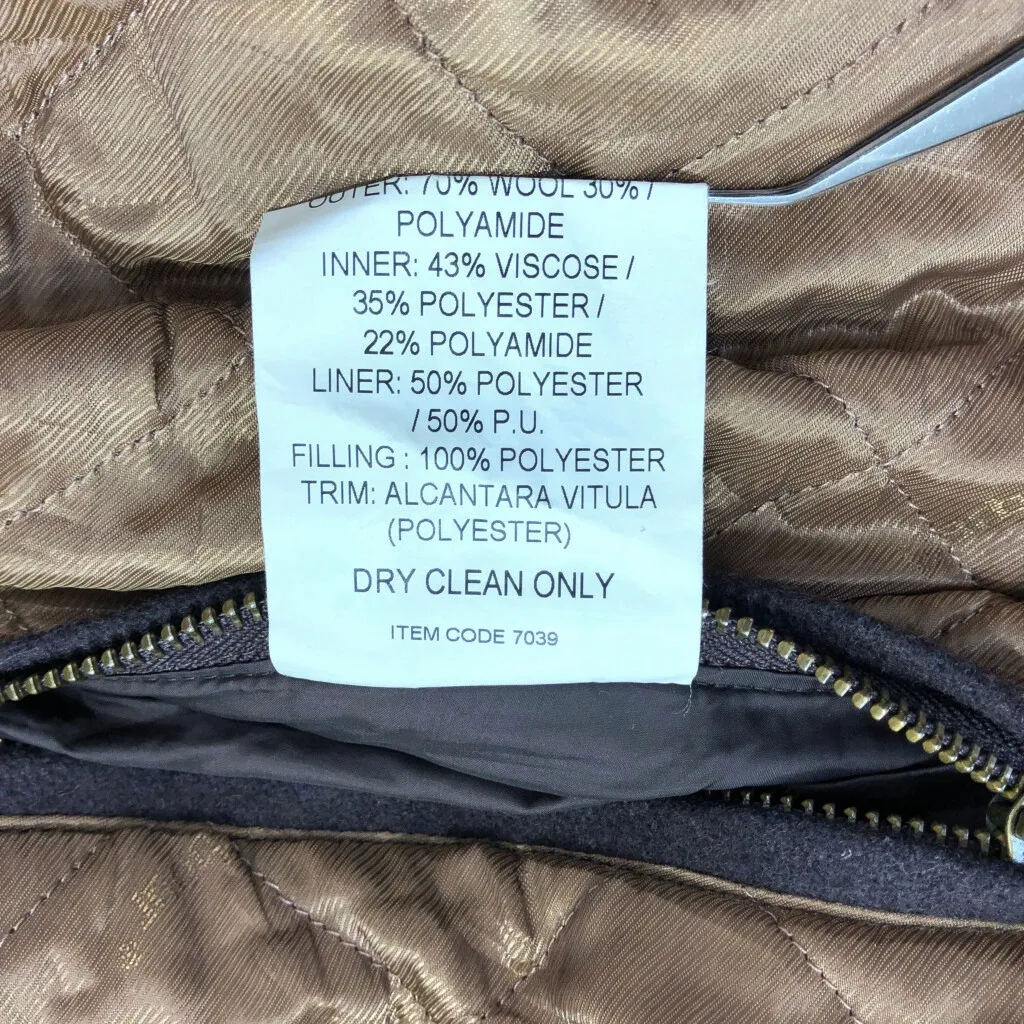 OUTER: 70% WOOL 30% /
POLYAMIDE
INNER: 43% VISCOSE /
35% POLYESTER /
22% POLYAMIDE
LINER: 50% POLYESTER
/ 50% P.U.
FILLING : 100% POLYESTER
TRIM: ALCANTARA VITULA
(POLYESTER)
DRY CLEAN ONLY
ITEM CODE 7039